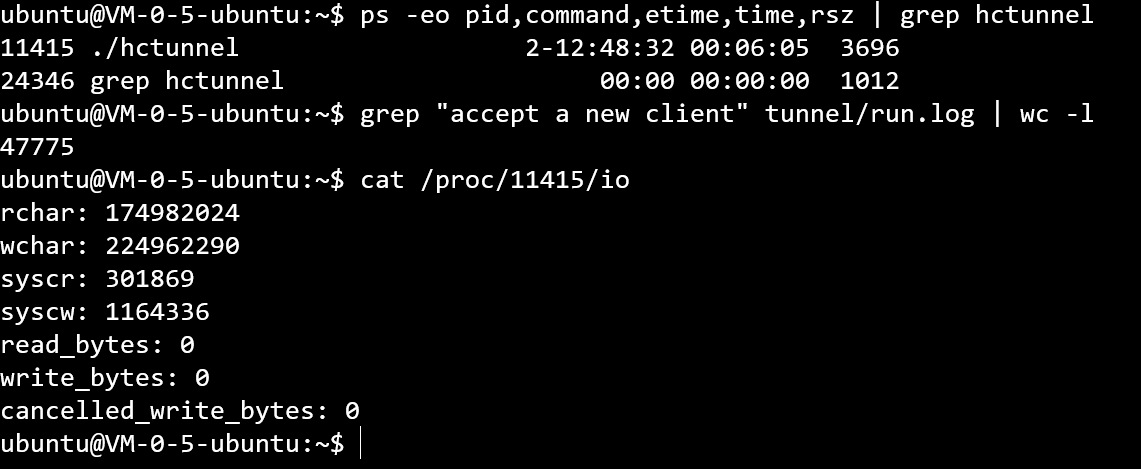 ubuntu@VM-0-5-ubuntu:~$ ps -eo pid,command,etime,time,rsz | grep hctunnel
11415 ./hctunnel                   2-12:48:32 00:06:05  3696
24346 grep hctunnel                     00:00 00:00:00  1012
ubuntu@VM-0-5-ubuntu:~$ grep "accept a new client" tunnel/run.log | wc -l
47775
ubuntu@VM-0-5-ubuntu:~$ cat /proc/11415/io
rchar: 174982024
wchar: 224962290
syscr: 301869
syscw: 1164336
read_bytes: 0
write_bytes: 0
cancelled_write_bytes: 0
ubuntu@VM-0-5-ubuntu:~$